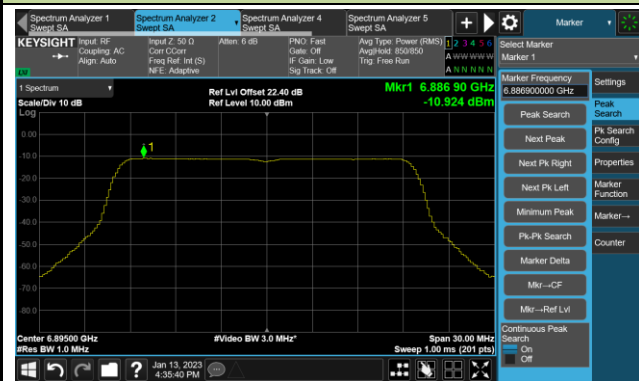 Spectrum Analyzer 1
Swept SA
Spectrum Analyzer 2
Swept SA
Spectrum Analyzer 4
Swept SA
Spectrum Analyzer 5
Swept SA
Marker
KEYSIGHT
Input: RF
Coupling: AC
Align: Auto
Input Z: 50 Ω
Corr CCorr
Freq Ref: Int (S)
NFE: Adaptive
Atten: 6 dB
PNO: Fast
Gate: Off
IF Gain: Low
Sig Track: Off
Avg Type: Power (RMS)
Avg|Hold: 850/850
Trig: Free Run
1 2 3 4 5 6
A W W W W W
A N N N N N
LXI
Select Marker
Marker 1
1 Spectrum
Scale/Div 10 dB
Log
Ref Lvl Offset 22.40 dB
Ref Level 10.00 dBm
Mkr1 6.886 90 GHz
-10.924 dBm
1
0.00
-10.0
-20.0
-30.0
-40.0
-50.0
-60.0
-70.0
-80.0
Center 6.89500 GHz
#Res BW 1.0 MHz
#Video BW 3.0 MHz*
Span 30.00 MHz
Sweep 1.00 ms (201 pts)
Marker Frequency
6.886900000 GHz
Peak Search
Next Peak
Next Pk Right
Next Pk Left
Minimum Peak
Pk-Pk Search
Marker Delta
Mkr→CF
Mkr→Ref Lvl
Continuous Peak
Search
On
Off
Settings
Peak
Search
Pk Search
Config
Properties
Marker
Function
Marker→
Counter
?
Jan 13, 2023
4:35:40 PM